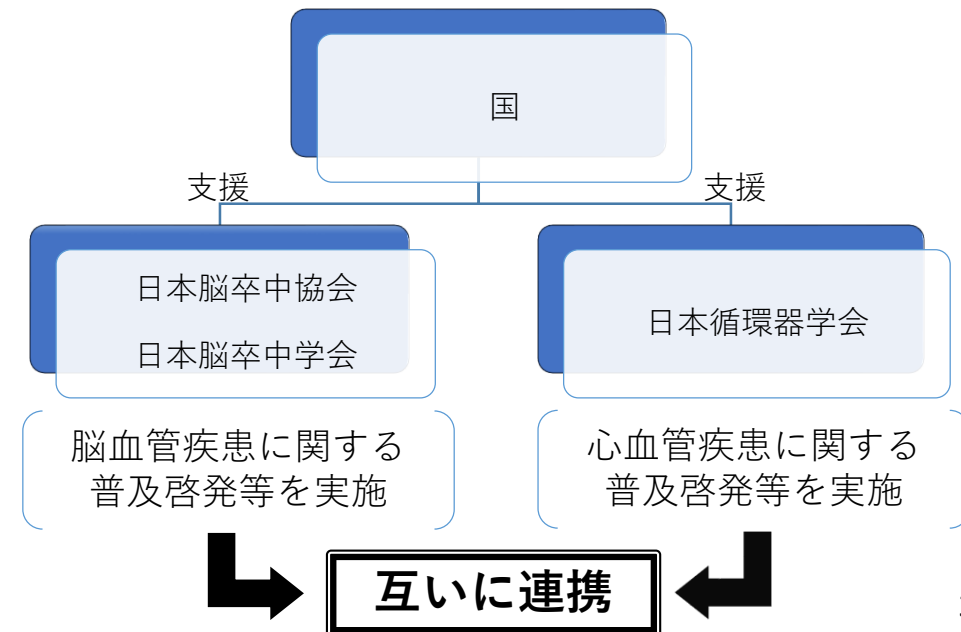 国
支援
支援
日本脳卒中協会
日本脳卒中学会
日本循環器学会
脳血管疾患に関する
普及啓発等を実施
心血管疾患に関する
普及啓発等を実施
互いに連携